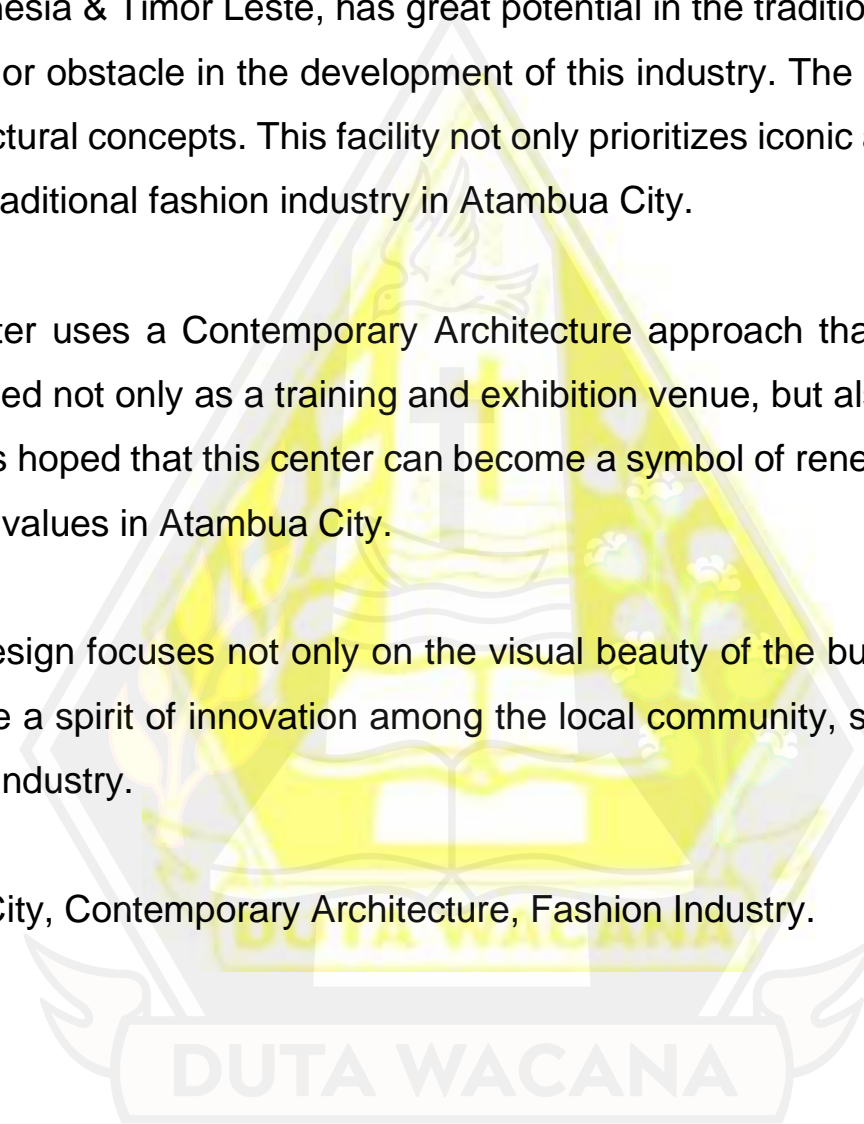 nesia & Timor Leste, has great potential in the traditio
or obstacle in the development of this industry. The
ctural concepts. This facility not only prioritizes iconic
raditional fashion industry in Atambua City.
ter uses a Contemporary Architecture approach tha
ed not only as a training and exhibition venue, but al
s hoped that this center can become a symbol of rene
values in Atambua City.
esign focuses not only on the visual beauty of the bu
e a spirit of innovation among the local community, s
ndustry.
City, Contemporary Architecture, Fashion Industry.
DUTA WACANA
DUTA WACANA